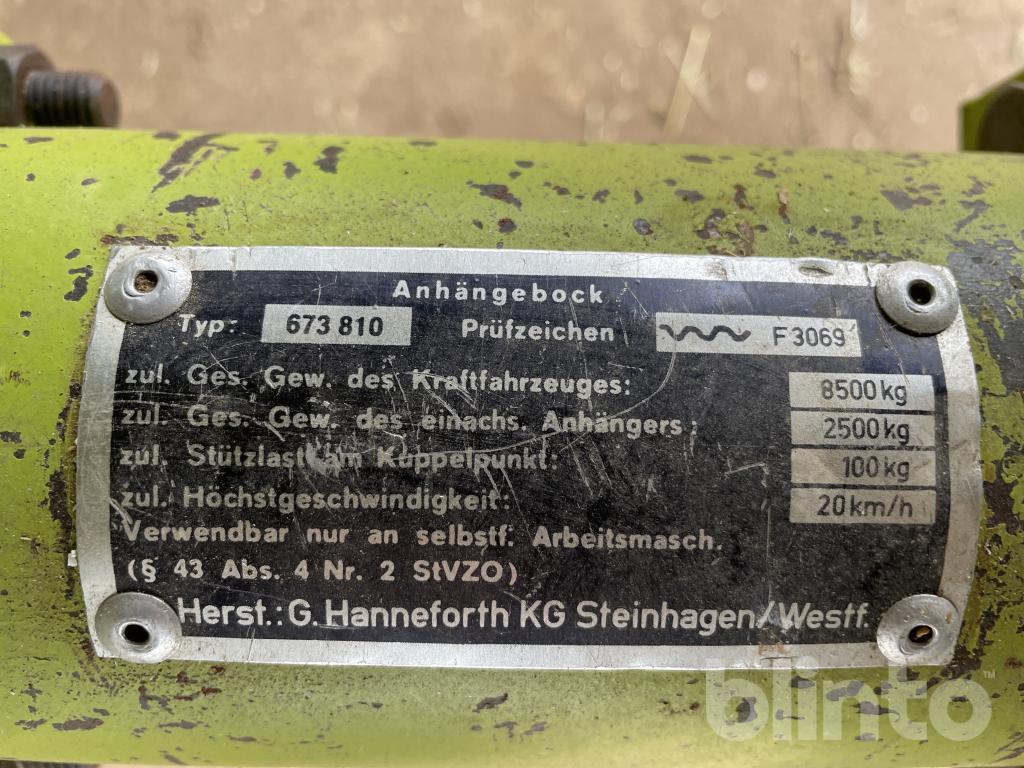 Anhängebock
Typ: 673 810 Prüfzeichen F 3069
zul. Ges. Gew. des Kraftfahrzeuges: 8500 kg
zul. Ges. Gew. des einachs. Anhängers: 2500 kg
zul. Stützlast am Kuppelpunkt: 100 kg
zul. Höchstgeschwindigkeit: 20 km/h
Verwendbar nur an selbstf. Arbeitsmasch.
(§ 43 Abs. 4 Nr. 2 StVZO)
Herst.: G. Hanneforth KG Steinhagen/Westf.
blinto™